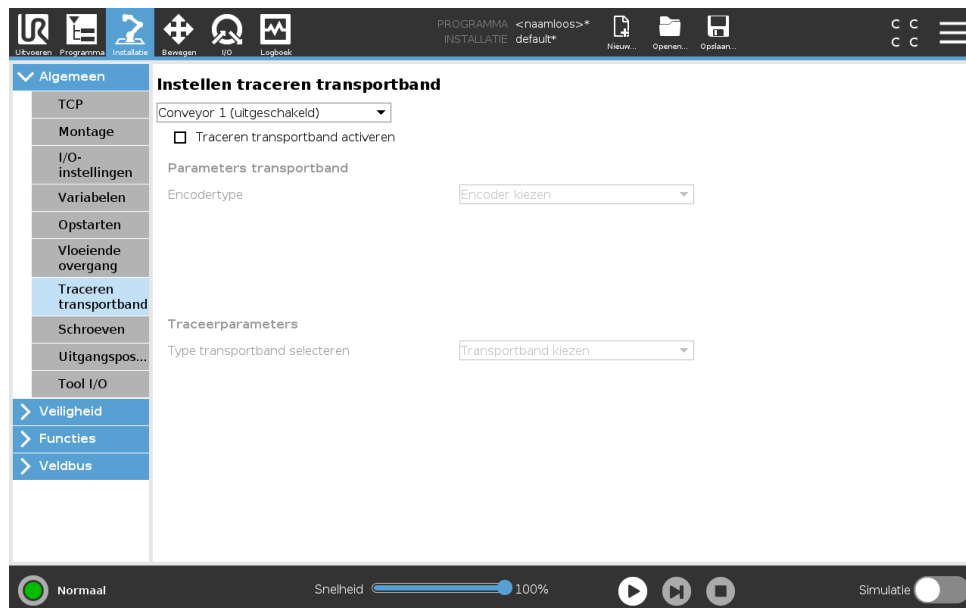 PROGRAMMA <naamloos>*
INSTALLATIE default*
C C
C C
Uitvoeren Programma Installatie Bewegen I/O Logboek Nieuw... Openen... Opslaan...
Algemeen
TCP
Montage
I/O-
instellingen
Variabelen
Opstarten
Vloeiende
overgang
Traceren
transportband
Schroeven
Uitgangspos...
Tool I/O
Veiligheid
Functies
Veldbus
Instellen traceren transportband
Conveyor 1 (uitgeschakeld)
Traceren transportband activeren
Parameters transportband
Encodertype Encoder kiezen
Traceerparameters
Type transportband selecteren Transportband kiezen
Normaal Snelheid 100% Simulatie